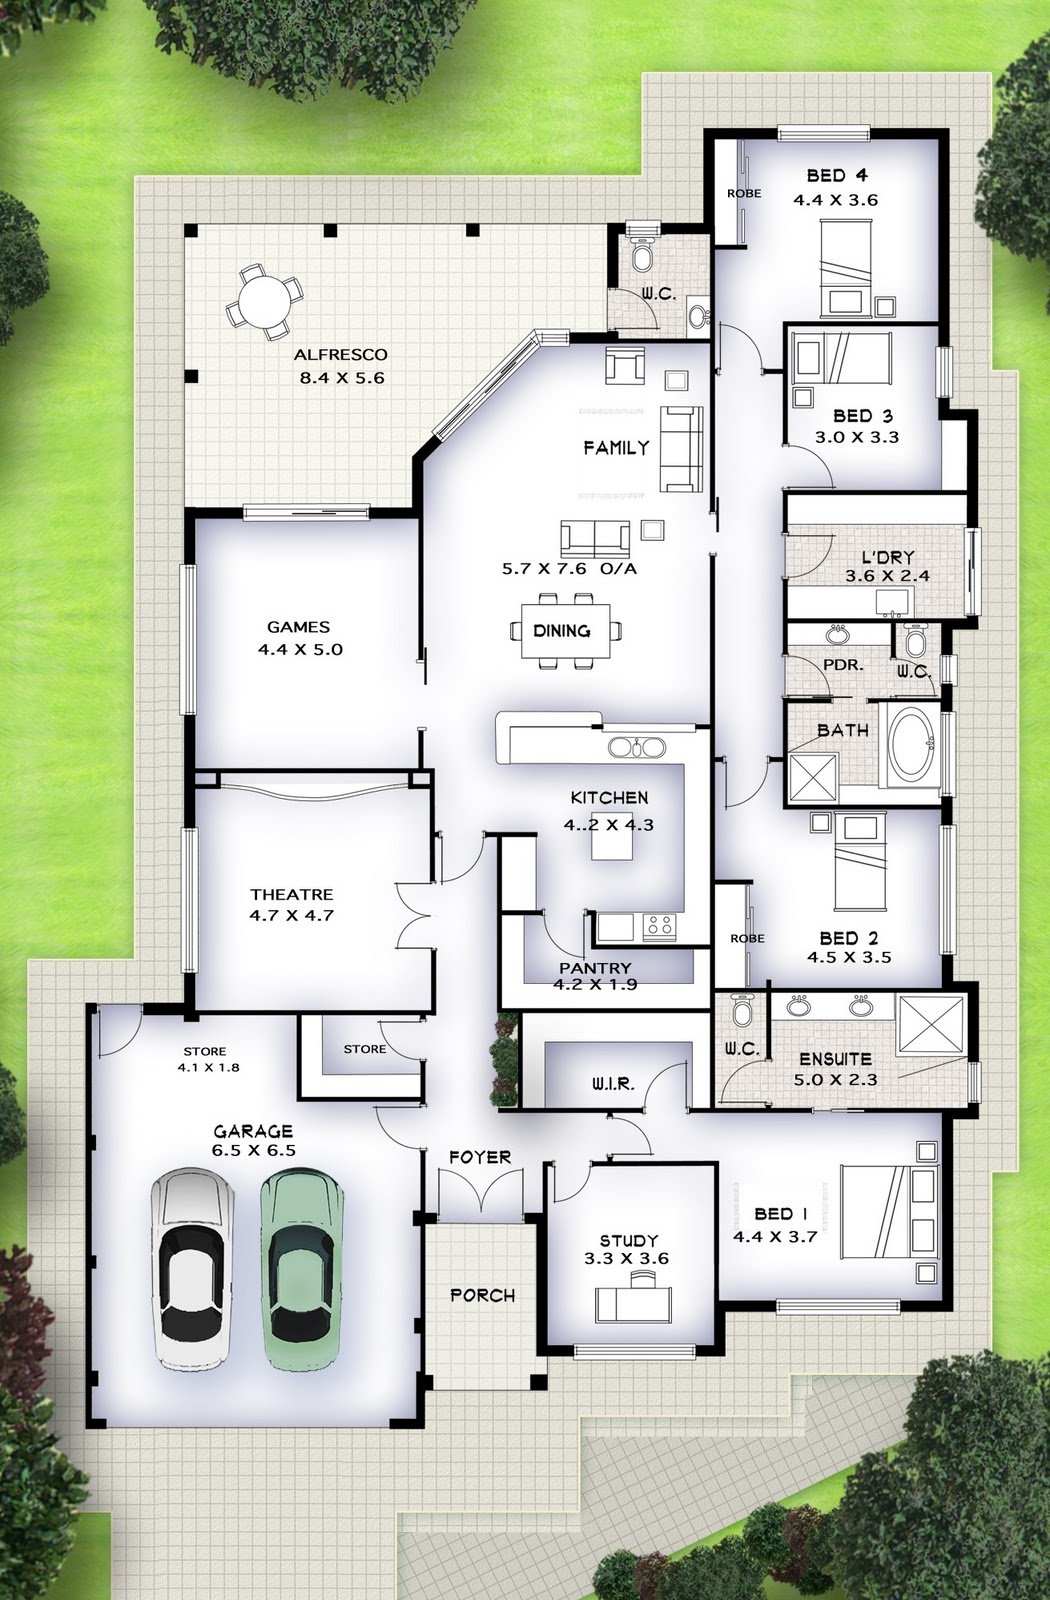 BED 4
4.4 X 3.6
ROBE
W.C.
ALFRESCO
8.4 X 5.6
BED 3
3.0 X 3.3
FAMILY
L'DRY
3.6 X 2.4
5.7 X 7.6 O/A
GAMES
4.4 X 5.0
DINING
PDR.
W.C.
BATH
KITCHEN
4..2 X 4.3
THEATRE
4.7 X 4.7
ROBE
BED 2
4.5 X 3.5
PANTRY
4.2 X 1.9
STORE
4.1 X 1.8
STORE
W.C.
ENSUITE
5.0 X 2.3
W.I.R.
GARAGE
6.5 X 6.5
FOYER
BED 1
4.4 X 3.7
STUDY
3.3 X 3.6
PORCH